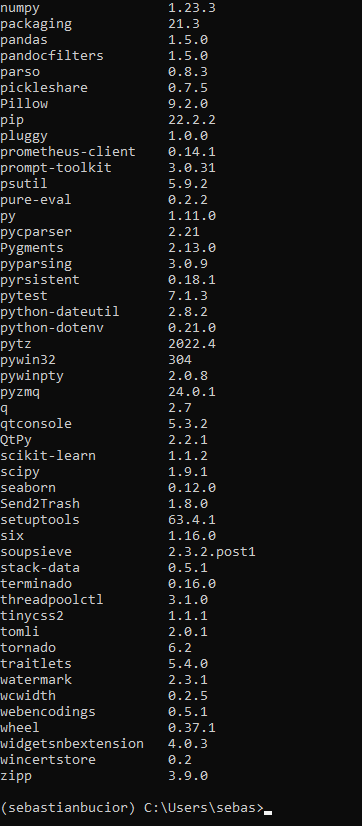 numpy 1.23.3
packaging 21.3
pandas 1.5.0
pandocfilters 1.5.0
parso 0.8.3
pickleshare 0.7.5
Pillow 9.2.0
pip 22.2.2
pluggy 1.0.0
prometheus-client 0.14.1
prompt-toolkit 3.0.31
psutil 5.9.2
pure-eval 0.2.2
py 1.11.0
pycparser 2.21
Pygments 2.13.0
pyparsing 3.0.9
pyrsistent 0.18.1
pytest 7.1.3
python-dateutil 2.8.2
python-dotenv 0.21.0
pytz 2022.4
pywin32 304
pywinpty 2.0.8
pyzmq 24.0.1
q 2.7
qtconsole 5.3.2
QtPy 2.2.1
scikit-learn 1.1.2
scipy 1.9.1
seaborn 0.12.0
Send2Trash 1.8.0
setuptools 63.4.1
six 1.16.0
soupsieve 2.3.2.post1
stack-data 0.5.1
terminado 0.16.0
threadpoolctl 3.1.0
tinycss2 1.1.1
tomli 2.0.1
tornado 6.2
traitlets 5.4.0
watermark 2.3.1
wcwidth 0.2.5
webencodings 0.5.1
wheel 0.37.1
widgetsnbextension 4.0.3
wincertstore 0.2
zipp 3.9.0
(sebastianbucior) C:\Users\sebas>